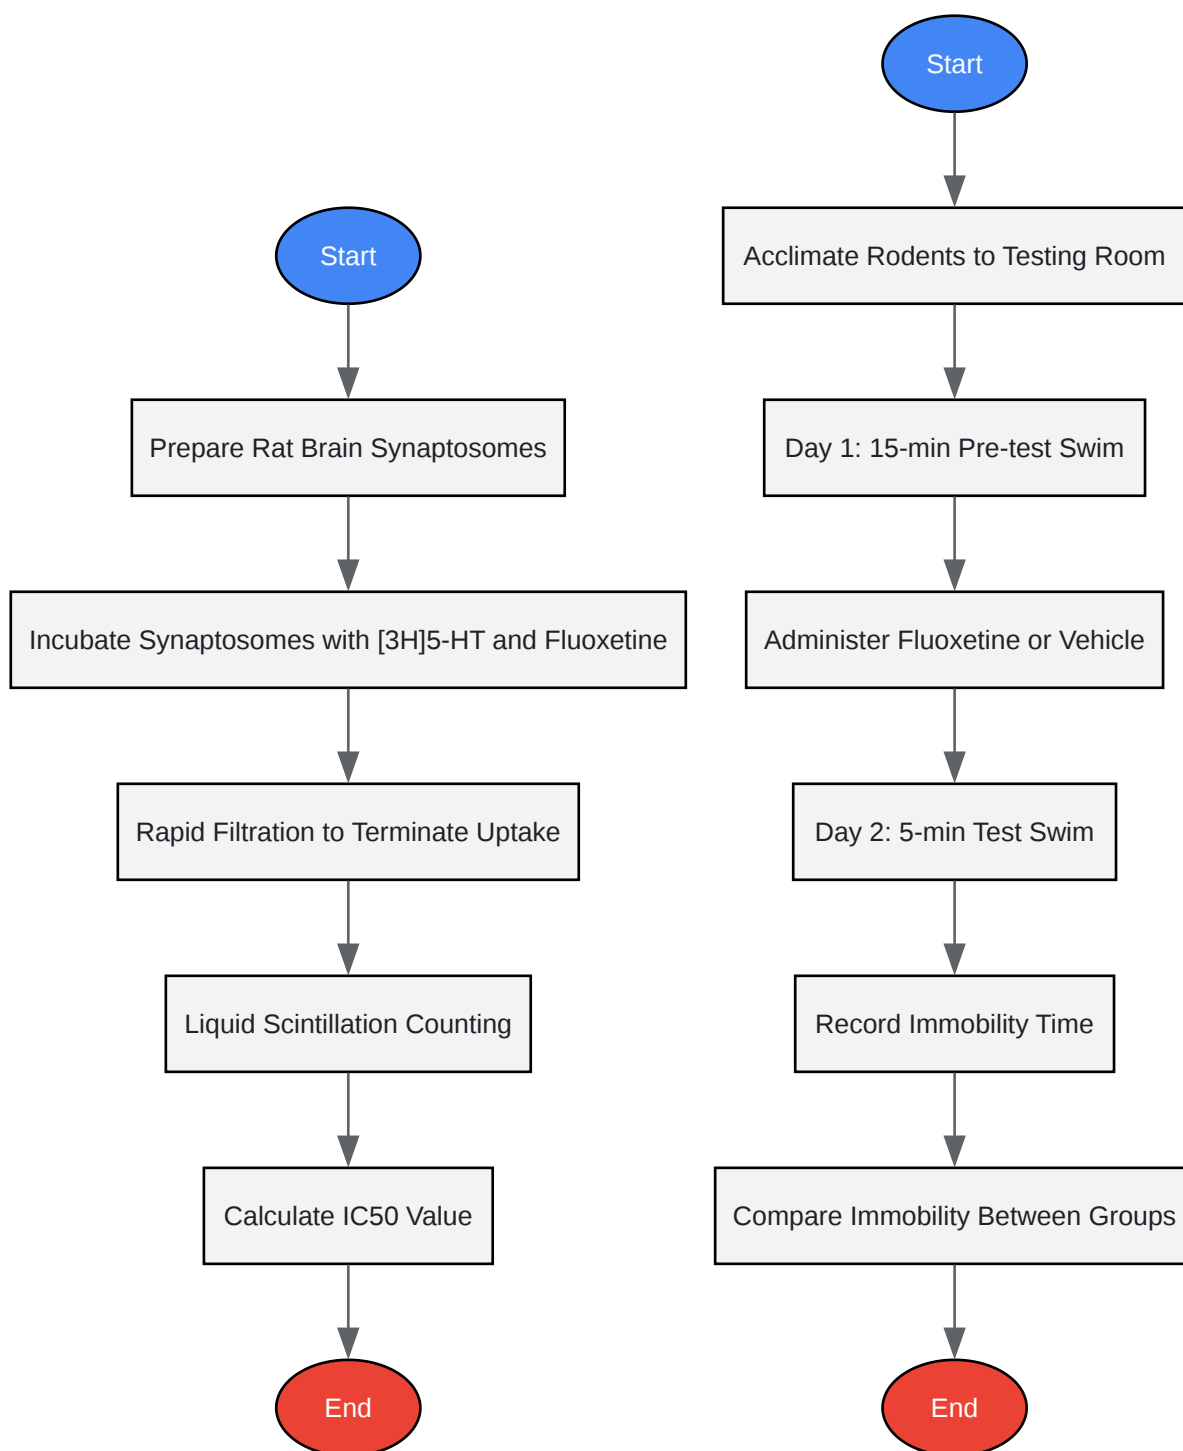 Start
Prepare Rat Brain Synaptosomes
Incubate Synaptosomes with [3H]5-HT and Fluoxetine
Rapid Filtration to Terminate Uptake
Liquid Scintillation Counting
Calculate IC50 Value
End
Start
Acclimate Rodents to Testing Room
Day 1: 15-min Pre-test Swim
Administer Fluoxetine or Vehicle
Day 2: 5-min Test Swim
Record Immobility Time
Compare Immobility Between Groups
End